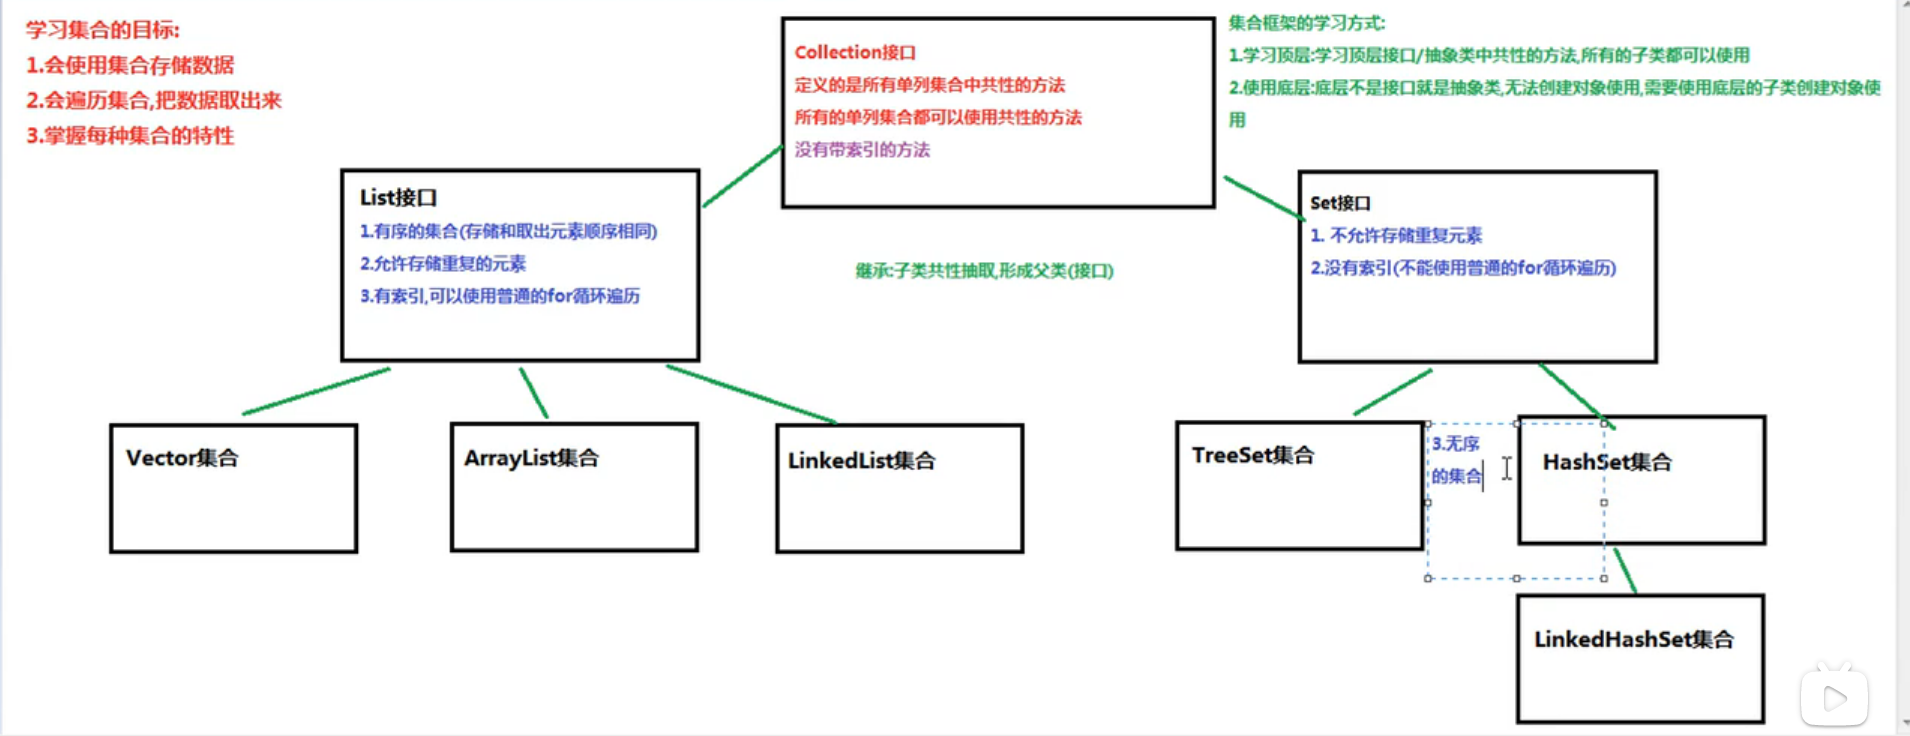 学习集合的目标:
1.会使用集合存储数据
2.会遍历集合,把数据取出来
3.掌握每种集合的特性
Collection接口
定义的是所有单列集合中共性的方法
所有的单列集合都可以使用共性的方法
没有带索引的方法
集合框架的学习方式:
1.学习顶层:学习顶层接口/抽象类中共性的方法,所有的子类都可以使用
2.使用底层:底层不是接口就是抽象类,无法创建对象使用,需要使用底层的子类创建对象使
用
List接口
1.有序的集合(存储和取出元素顺序相同)
2.允许存储重复的元素
3.有索引,可以使用普通的for循环遍历
继承:子类共性抽取,形成父类(接口)
Set接口
1. 不允许存储重复元素
2.没有索引(不能使用普通的for循环遍历)
Vector集合
ArrayList集合
LinkedList集合
TreeSet集合
3.无序
的集合
HashSet集合
LinkedHashSet集合